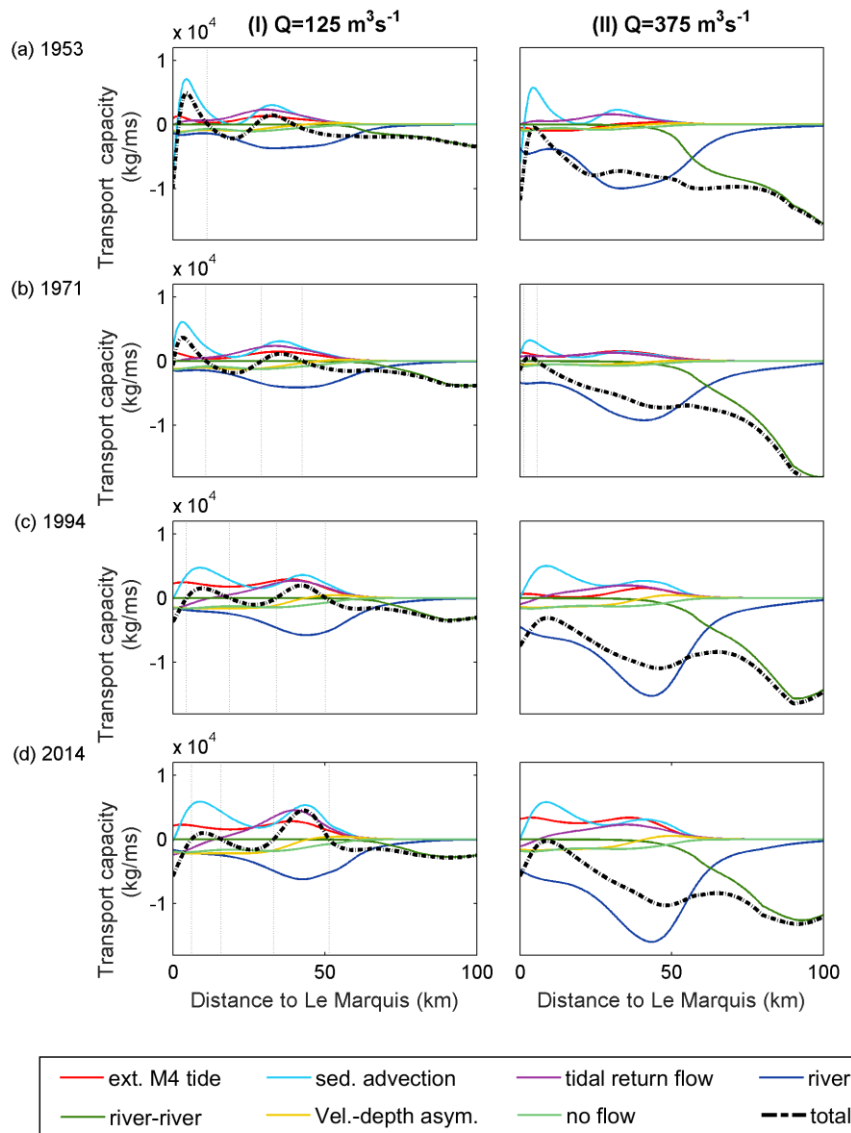 (I) Q=125 m³s⁻¹ (II) Q=375 m³s⁻¹
(a) 1953
x 10⁴
1
0
-1
Transport capacity
(kg/ms)
(b) 1971
x 10⁴
1
0
-1
Transport capacity
(kg/ms)
(c) 1994
x 10⁴
1
0
-1
Transport capacity
(kg/ms)
(d) 2014
x 10⁴
1
0
-1
Transport capacity
(kg/ms)
0 50 100 0 50 100
Distance to Le Marquis (km) Distance to Le Marquis (km)
ext. M4 tide sed. advection tidal return flow river
river-river Vel.-depth asym. no flow total